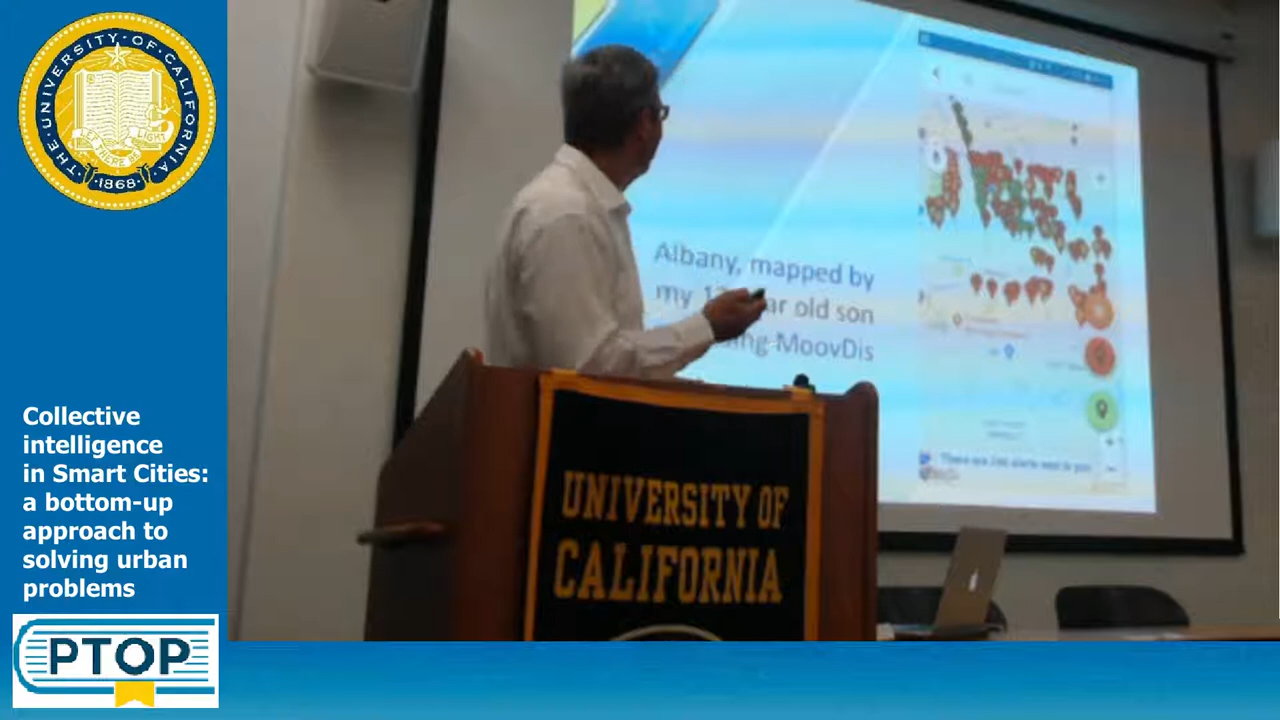 THE UNIVERSITY OF CALIFORNIA
LET THERE BE LIGHT
1868
Collective
intelligence
in Smart Cities:
a bottom-up
approach to
solving urban
problems
PTOP
Albany, mapped by
my old son
MoovDis
UNIVERSITY OF
CALIFORNIA